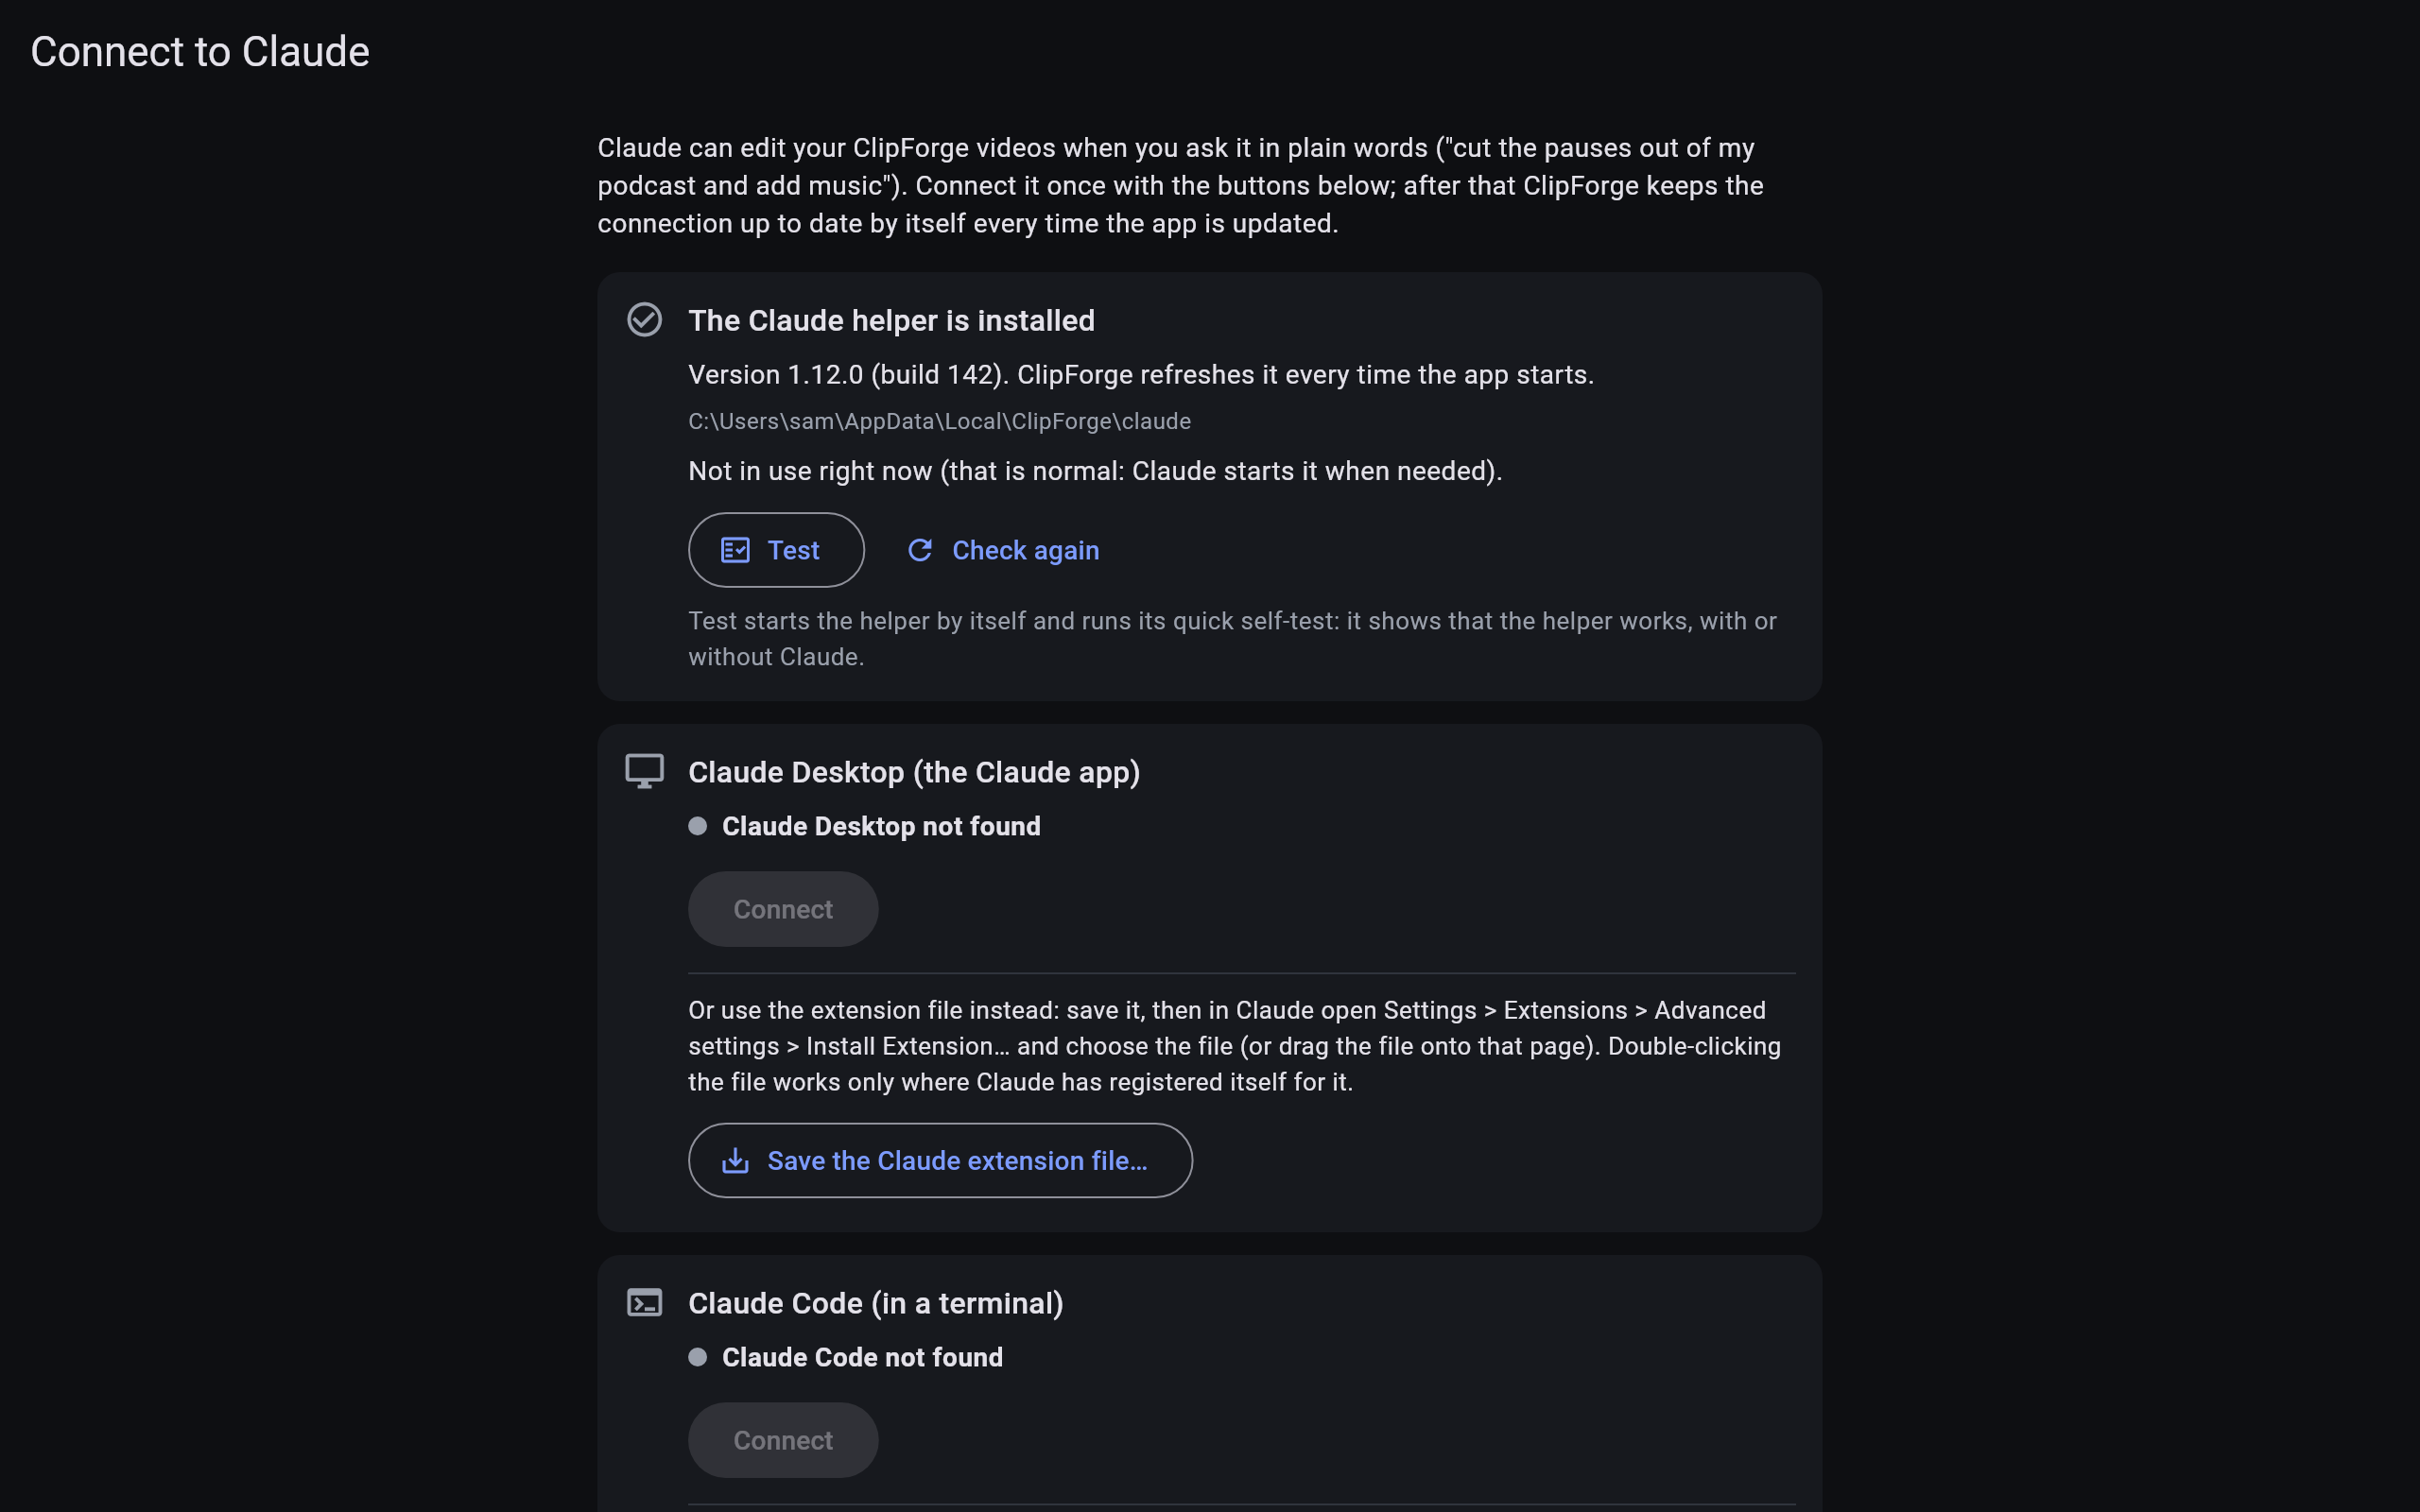 Connect to Claude
Claude can edit your ClipForge videos when you ask it in plain words ("cut the pauses out of my
podcast and add music"). Connect it once with the buttons below; after that ClipForge keeps the
connection up to date by itself every time the app is updated.
The Claude helper is installed
Version 1.12.0 (build 142). ClipForge refreshes it every time the app starts.
C:\Users\sam\AppData\Local\ClipForge\claude
Not in use right now (that is normal: Claude starts it when needed).
Test
Check again
Test starts the helper by itself and runs its quick self-test: it shows that the helper works, with or
without Claude.
Claude Desktop (the Claude app)
Claude Desktop not found
Connect
Or use the extension file instead: save it, then in Claude open Settings > Extensions > Advanced
settings > Install Extension… and choose the file (or drag the file onto that page). Double-clicking
the file works only where Claude has registered itself for it.
Save the Claude extension file…
Claude Code (in a terminal)
Claude Code not found
Connect